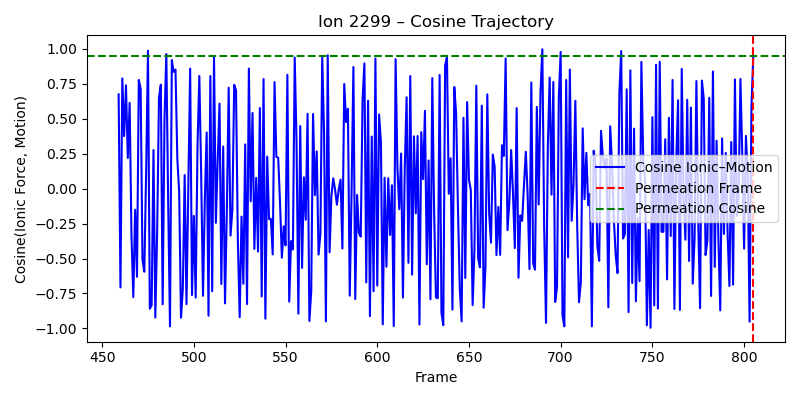 Ion 2299 – Cosine Trajectory
Cosine(Ionic Force, Motion)
1.00
0.75
0.50
0.25
0.00
−0.25
−0.50
−0.75
−1.00
Cosine Ionic–Motion
Permeation Frame
Permeation Cosine
450 500 550 600 650 700 750 800
Frame